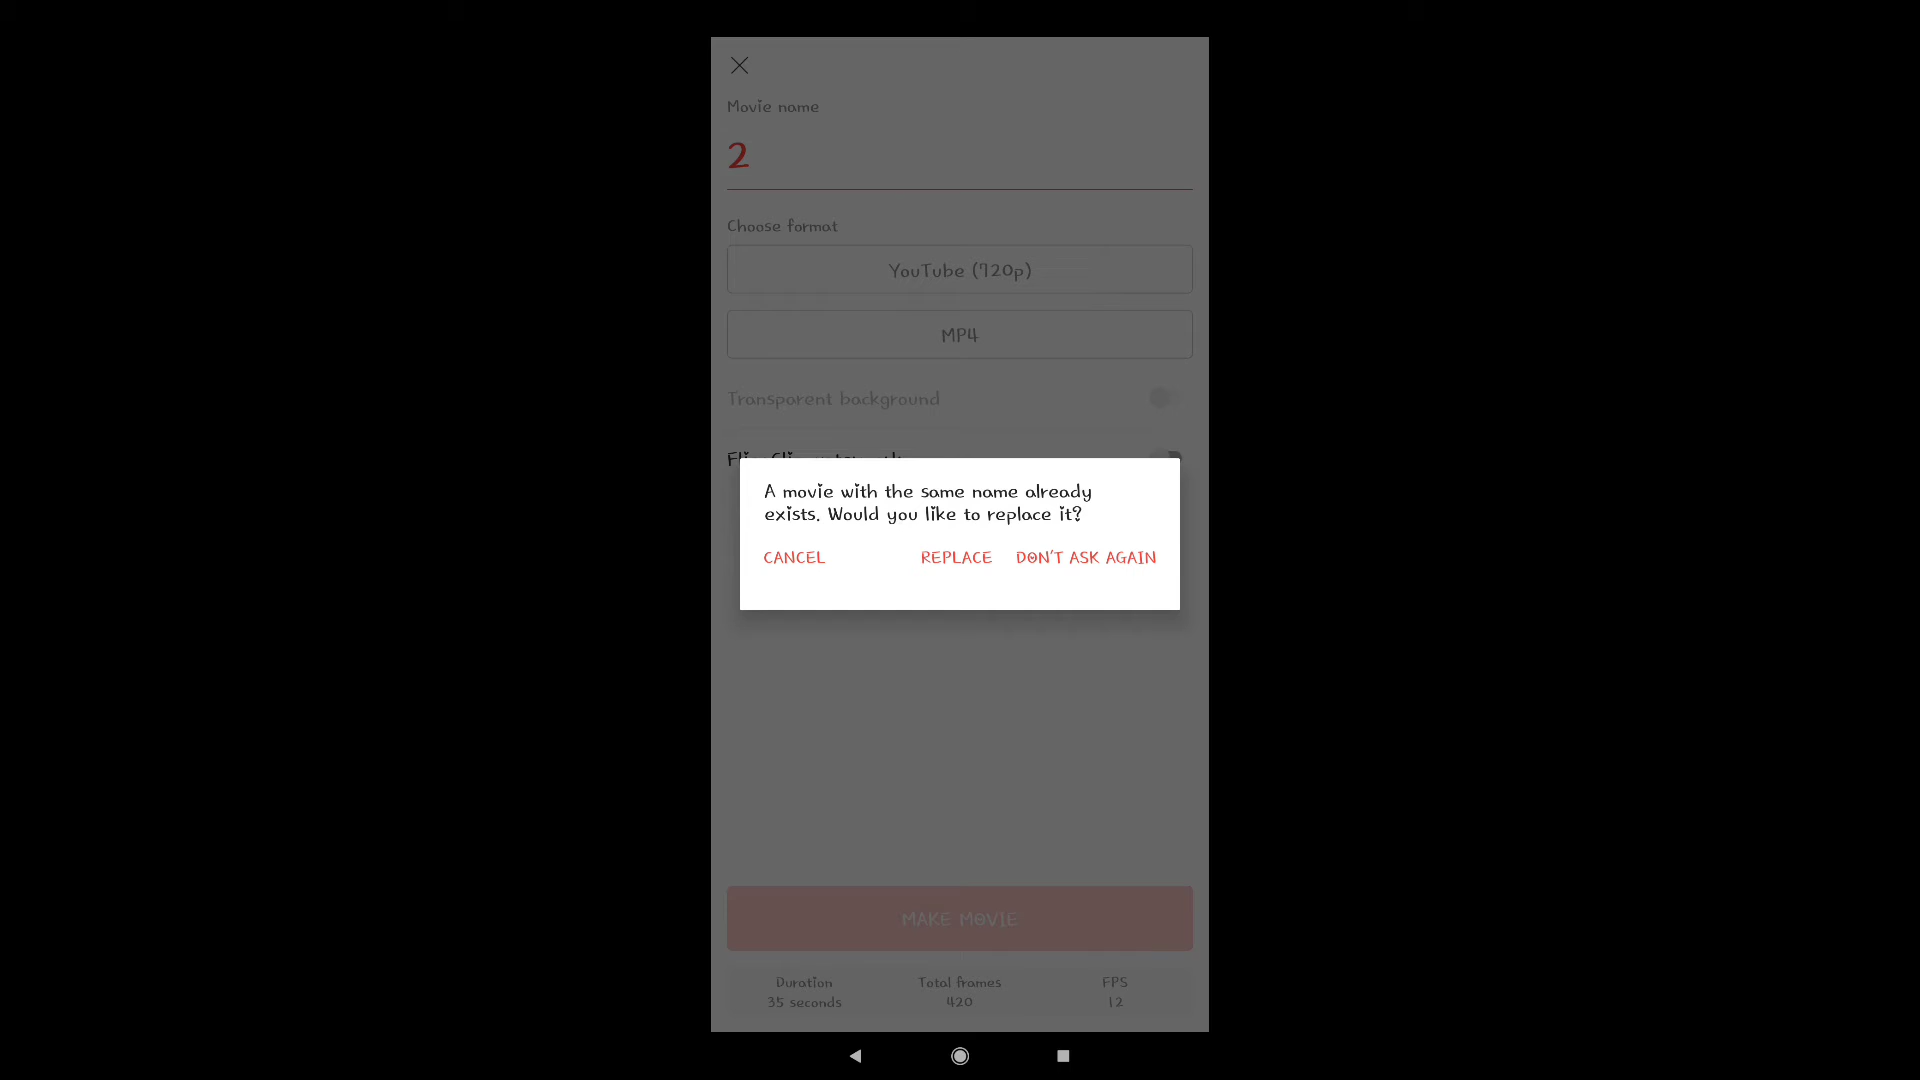 Movie name
2
Choose format
YouTube (720p)
MP4
Transparent background
A movie with the same name already
exists. Would you like to replace it?
CANCEL REPLACE DON'T ASK AGAIN
MAKE MOVIE
Duration Total frames FPS
35 seconds 420 12